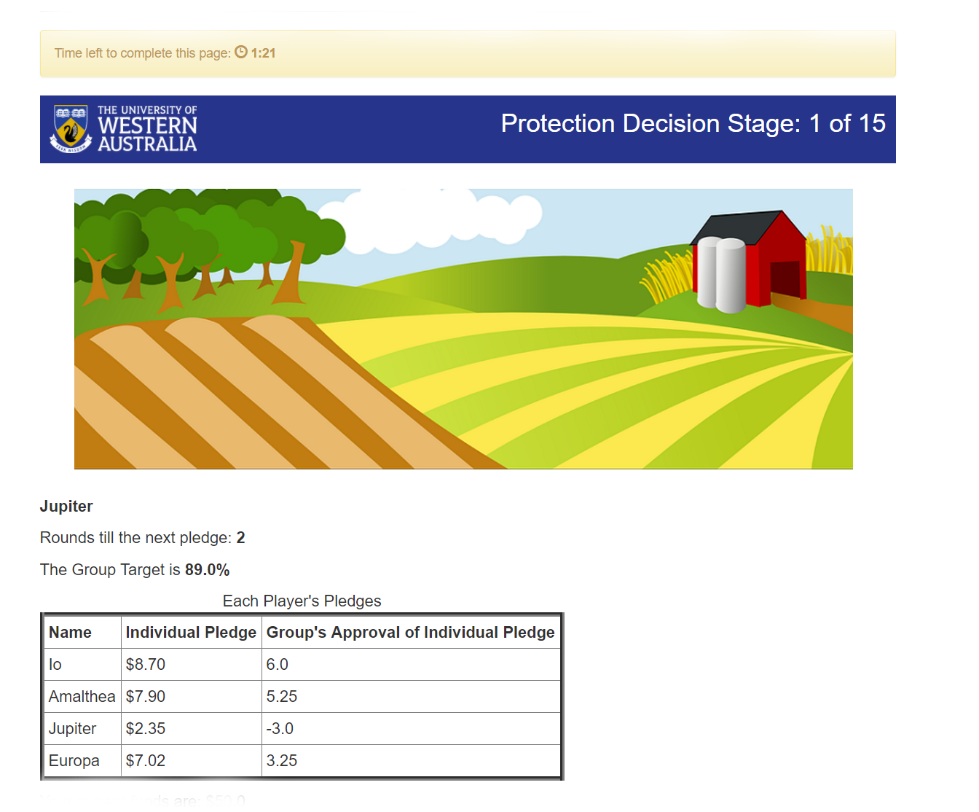 Time left to complete this page: 1:21
THE UNIVERSITY OF
WESTERN
AUSTRALIA
Protection Decision Stage: 1 of 15
Jupiter
Rounds till the next pledge: 2
The Group Target is 89.0%
Each Player's Pledges
Name Individual Pledge Group's Approval of Individual Pledge
Io $8.70 6.0
Amalthea $7.90 5.25
Jupiter $2.35 -3.0
Europa $7.02 3.25